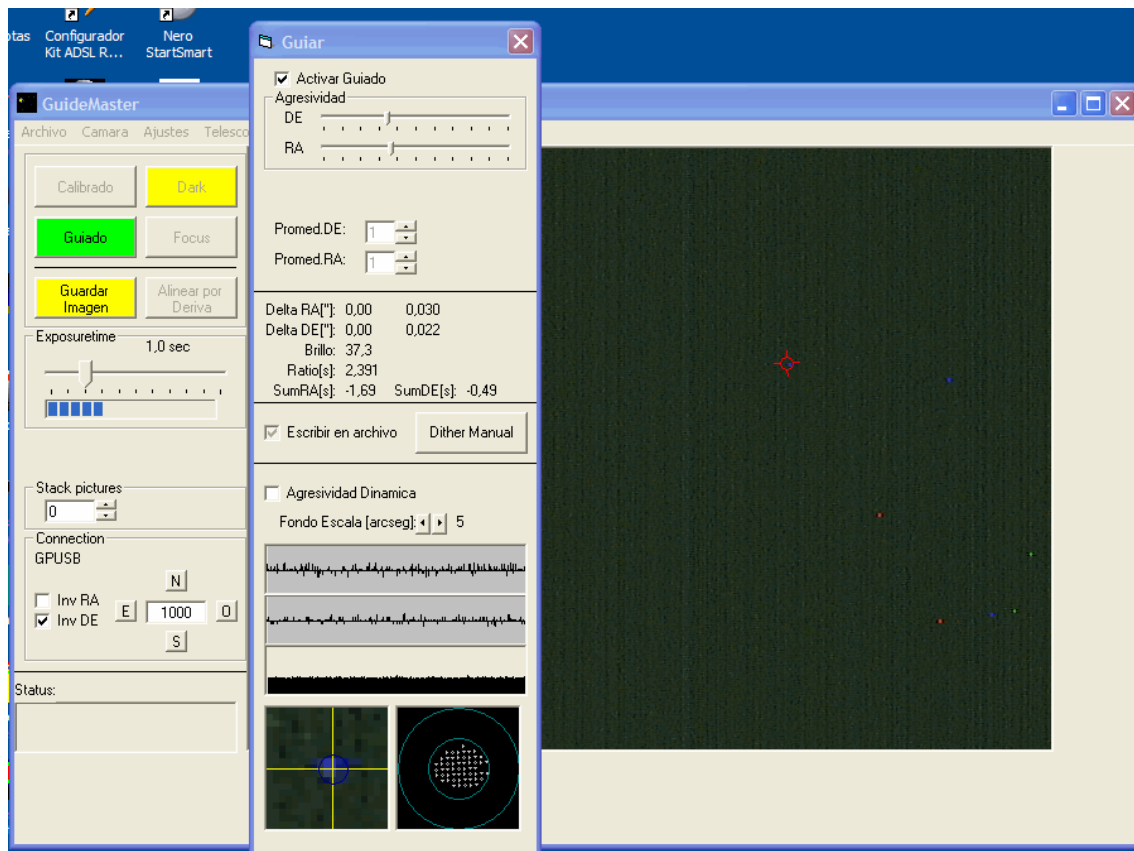 otas
Configurador
Kit ADSL R...
Nero
StartSmart
GuideMaster
Archivo Camara Ajustes Telesco
Calibrado Dark
Guiado Focus
Guardar
Imagen
Alinear por
Deriva
Exposuretime
1,0 sec
Stack pictures
0
Connection
GPUSB
N
Inv RA
Inv DE
E 1000 O
S
Status:
Guiar
Activar Guiado
Agresividad
DE
RA
Promed.DE: 1
Promed.RA: 1
Delta RA["]: 0,00 0,030
Delta DE["]: 0,00 0,022
Brillo: 37,3
Ratio[s]: 2,391
SumRA[s]: -1,69 SumDE[s]: -0,49
Escribir en archivo Dither Manual
Agresividad Dinamica
Fondo Escala [arcseg]: 5